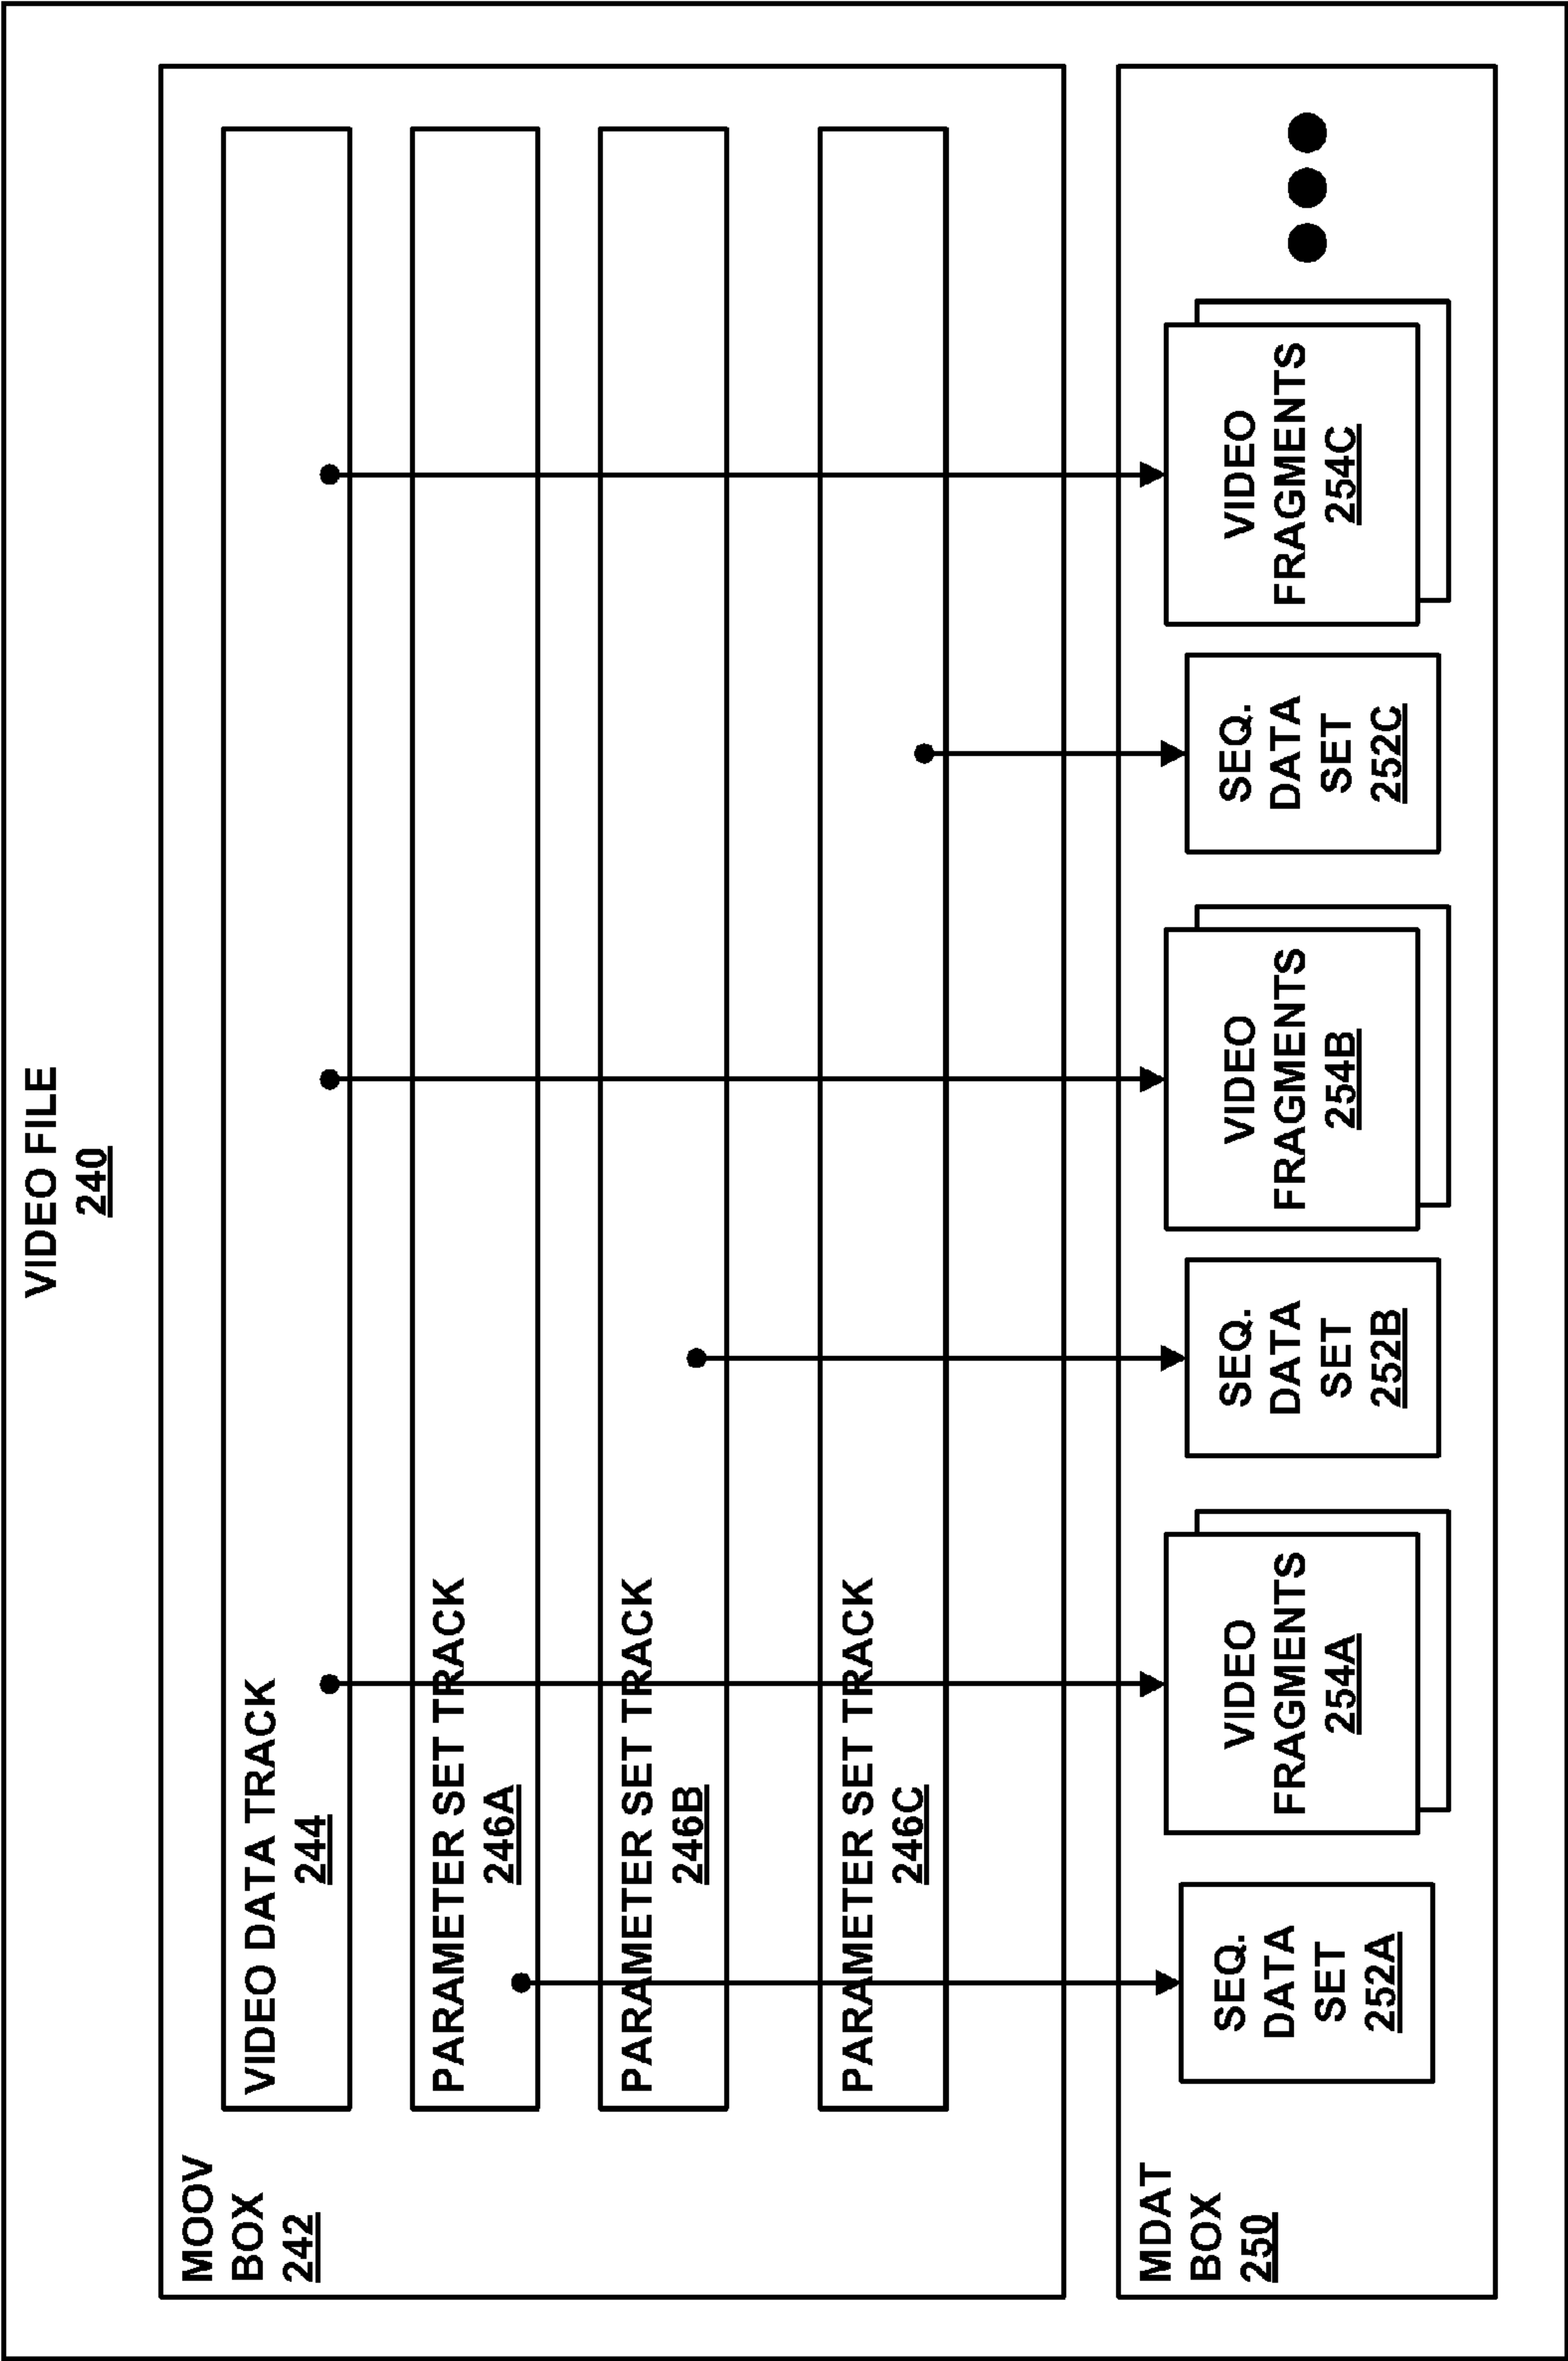 VIDEO FILE
240
MOOV
BOX
242
VIDEO DATA TRACK
244
PARAMETER SET TRACK
246A
PARAMETER SET TRACK
246B
PARAMETER SET TRACK
246C
MDAT
BOX
250
SEQ.
DATA
SET
252A
VIDEO
FRAGMENTS
254A
SEQ.
DATA
SET
252B
VIDEO
FRAGMENTS
254B
SEQ.
DATA
SET
252C
VIDEO
FRAGMENTS
254C